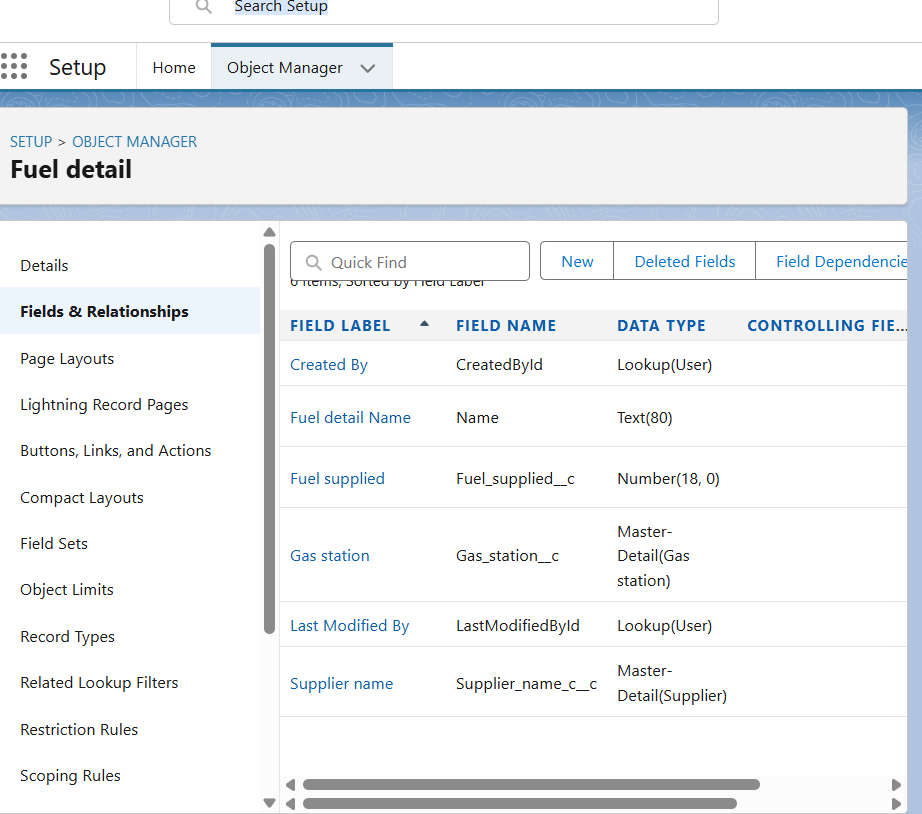 Search Setup
Setup
Home
Object Manager
SETUP > OBJECT MANAGER
Fuel detail
Details
Fields & Relationships
Page Layouts
Lightning Record Pages
Buttons, Links, and Actions
Compact Layouts
Field Sets
Object Limits
Record Types
Related Lookup Filters
Restriction Rules
Scoping Rules
Quick Find
New
Deleted Fields
Field Dependencie
6 Items, Sorted by Field Label
FIELD LABEL FIELD NAME DATA TYPE CONTROLLING FIE...
Created By CreatedById Lookup(User)
Fuel detail Name Name Text(80)
Fuel supplied Fuel_supplied__c Number(18, 0)
Gas station Gas_station__c Master-
Detail(Gas
station)
Last Modified By LastModifiedById Lookup(User)
Supplier name Supplier_name_c__c Master-
Detail(Supplier)